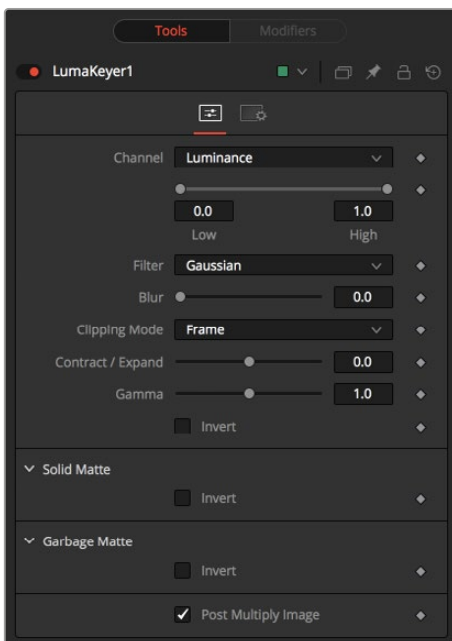 Tools Modifiers
LumaKeyer1
Channel Luminance
0.0 1.0
Low High
Filter Gaussian
Blur 0.0
Clipping Mode Frame
Contract / Expand 0.0
Gamma 1.0
Invert
Solid Matte
Invert
Garbage Matte
Invert
Post Multiply Image